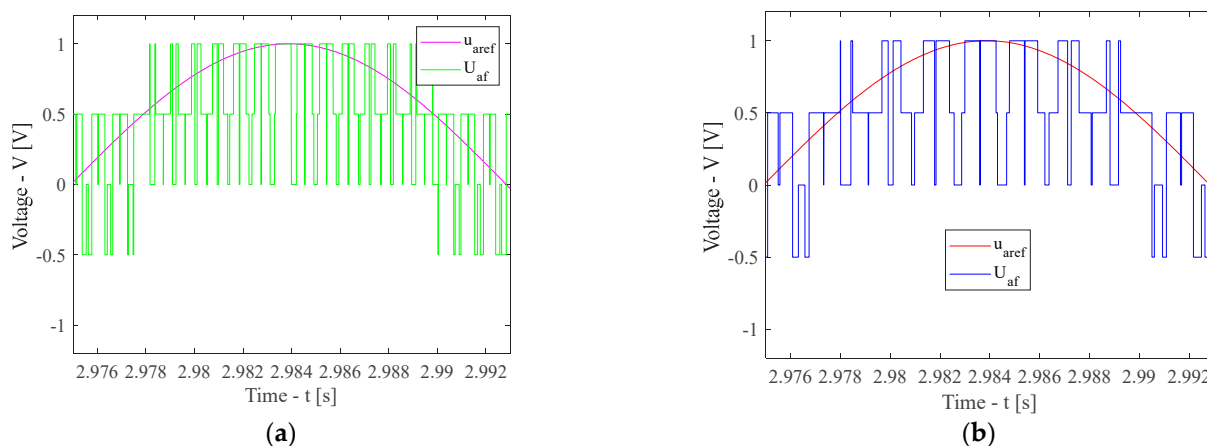 1
0.5
0
-0.5
-1
Voltage - V [V]
u_aref
U_af
2.976 2.978 2.98 2.982 2.984 2.986 2.988 2.99 2.992
Time - t [s]
(a)
1
0.5
0
-0.5
-1
Voltage - V [V]
u_aref
U_af
2.976 2.978 2.98 2.982 2.984 2.986 2.988 2.99 2.992
Time - t [s]
(b)